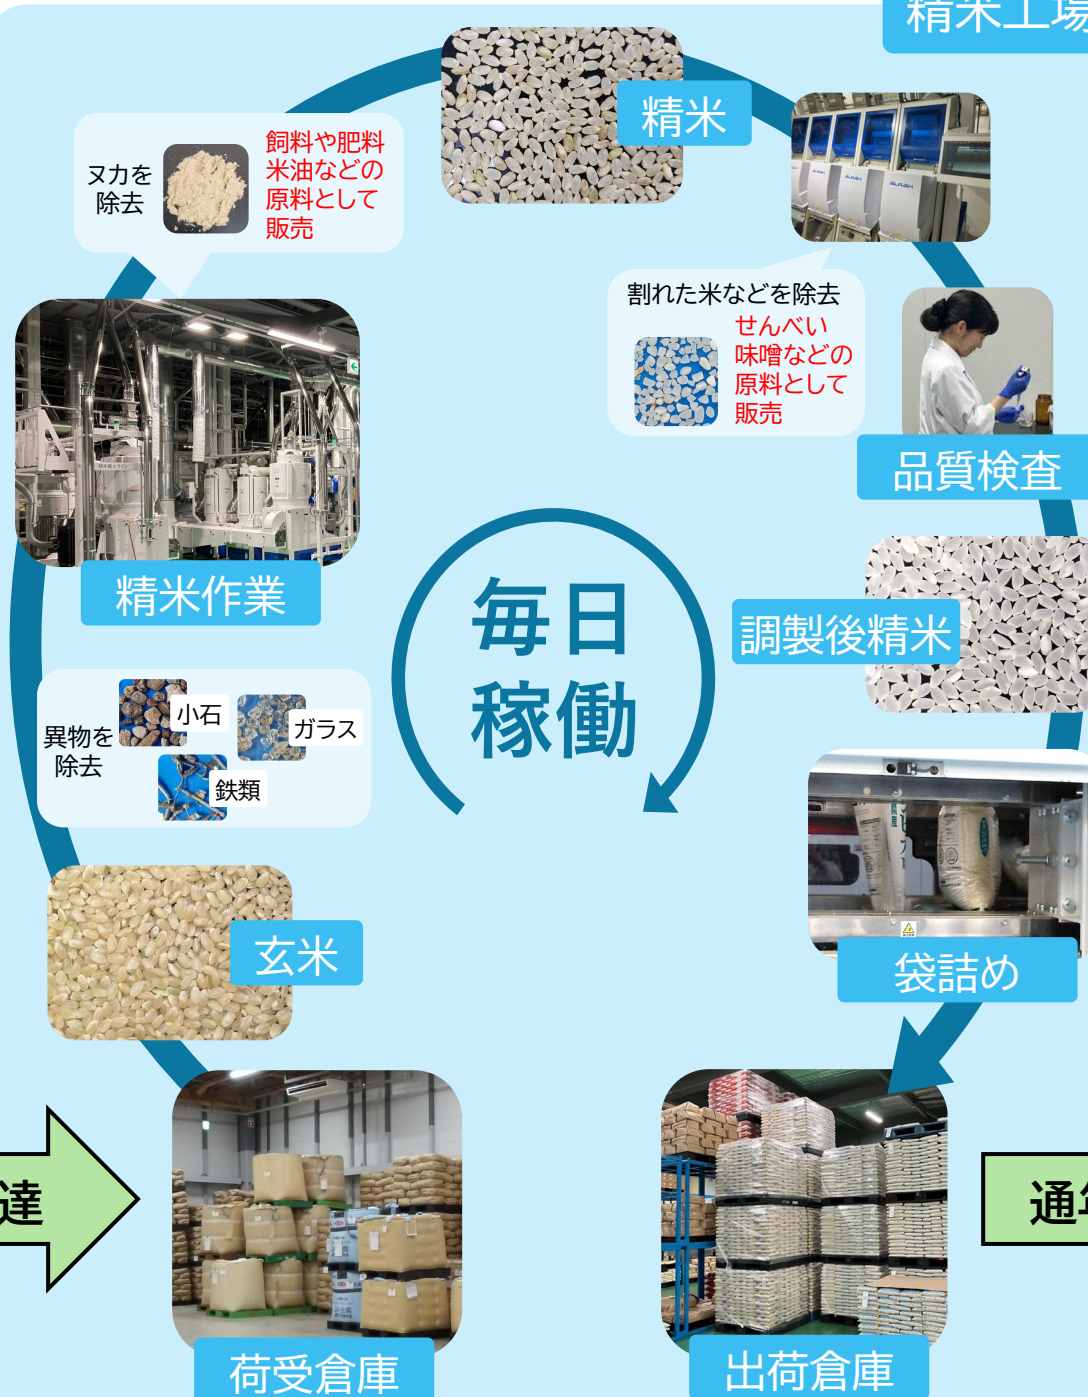 精米工場
精米
ヌカを
除去
飼料や肥料
米油などの
原料として
販売
割れた米などを除去
せんべい
味噌などの
原料として
販売
品質検査
精米作業
毎日
稼働
調製後精米
異物を
除去
小石
ガラス
鉄類
袋詰め
玄米
達
通年
荷受倉庫
出荷倉庫